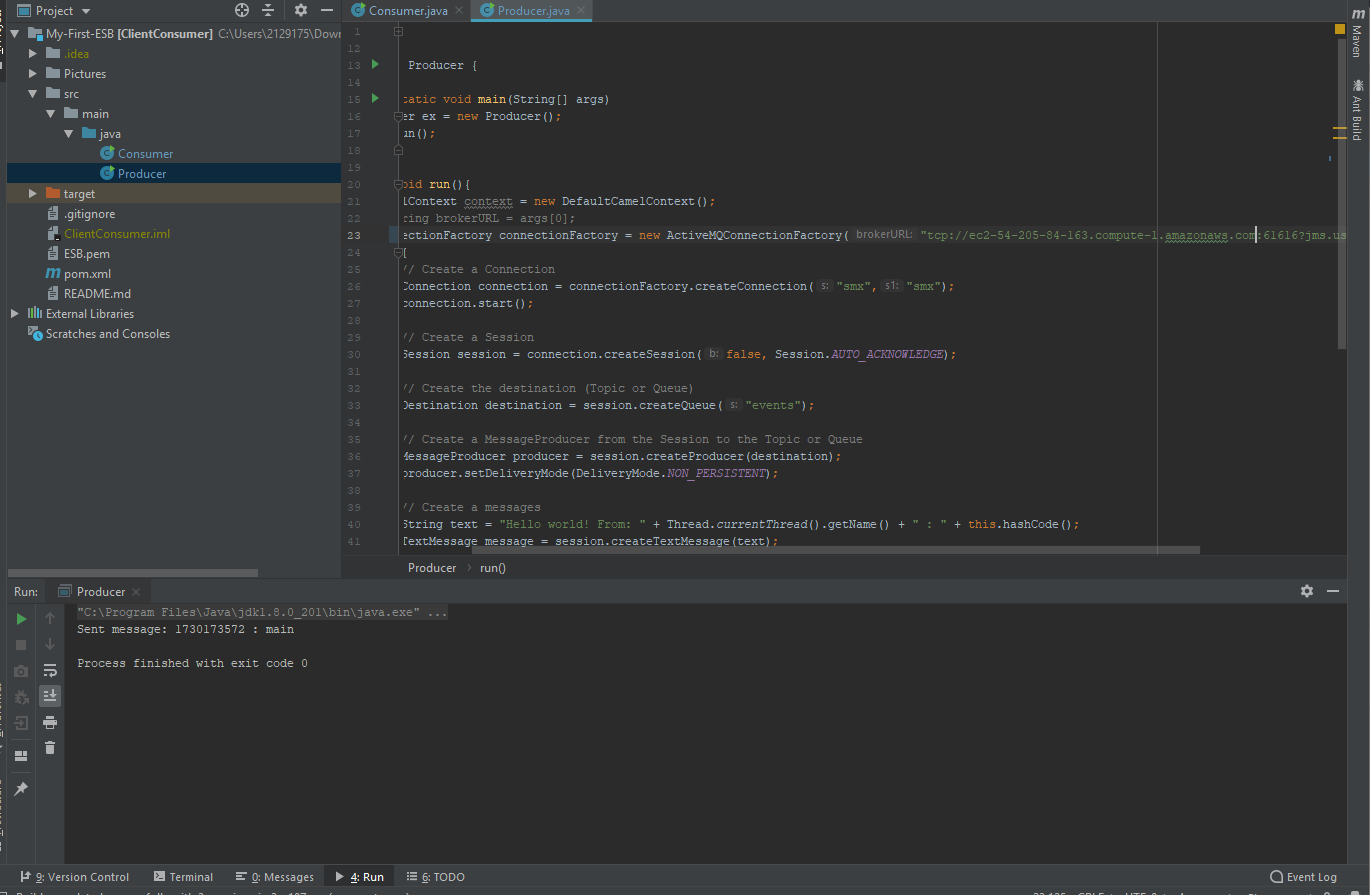 Project
My-First-ESB [ClientConsumer] C:\Users\2129175\Dowr
.idea
Pictures
src
main
java
Consumer
Producer
target
.gitignore
ClientConsumer.iml
ESB.pem
pom.xml
README.md
External Libraries
Scratches and Consoles
Consumer.java
Producer.java
1
12
13 Producer {
14
15 tatic void main(String[] args)
16 er ex = new Producer();
17 un();
18
19
20 oid run(){
21 lContext context = new DefaultCamelContext();
22 ring brokerURL = args[0];
23 ectionFactory connectionFactory = new ActiveMQConnectionFactory( brokerURL: "tcp://ec2-54-205-84-163.compute-1.amazonaws.com:61616?jms.us
24 {
25 // Create a Connection
26 Connection connection = connectionFactory.createConnection( s: "smx", s1: "smx");
27 connection.start();
28
29 // Create a Session
30 Session session = connection.createSession( b: false, Session.AUTO_ACKNOWLEDGE);
31
32 // Create the destination (Topic or Queue)
33 Destination destination = session.createQueue( s: "events");
34
35 // Create a MessageProducer from the Session to the Topic or Queue
36 MessageProducer producer = session.createProducer(destination);
37 producer.setDeliveryMode(DeliveryMode.NON_PERSISTENT);
38
39 // Create a messages
40 String text = "Hello world! From: " + Thread.currentThread().getName() + " : " + this.hashCode();
41 TextMessage message = session.createTextMessage(text);
Producer > run()
m Maven
Ant Build
Run: Producer
"C:\Program Files\Java\jdk1.8.0_201\bin\java.exe" ...
Sent message: 1730173572 : main
Process finished with exit code 0
9: Version Control
Terminal
0: Messages
4: Run
6: TODO
Event Log